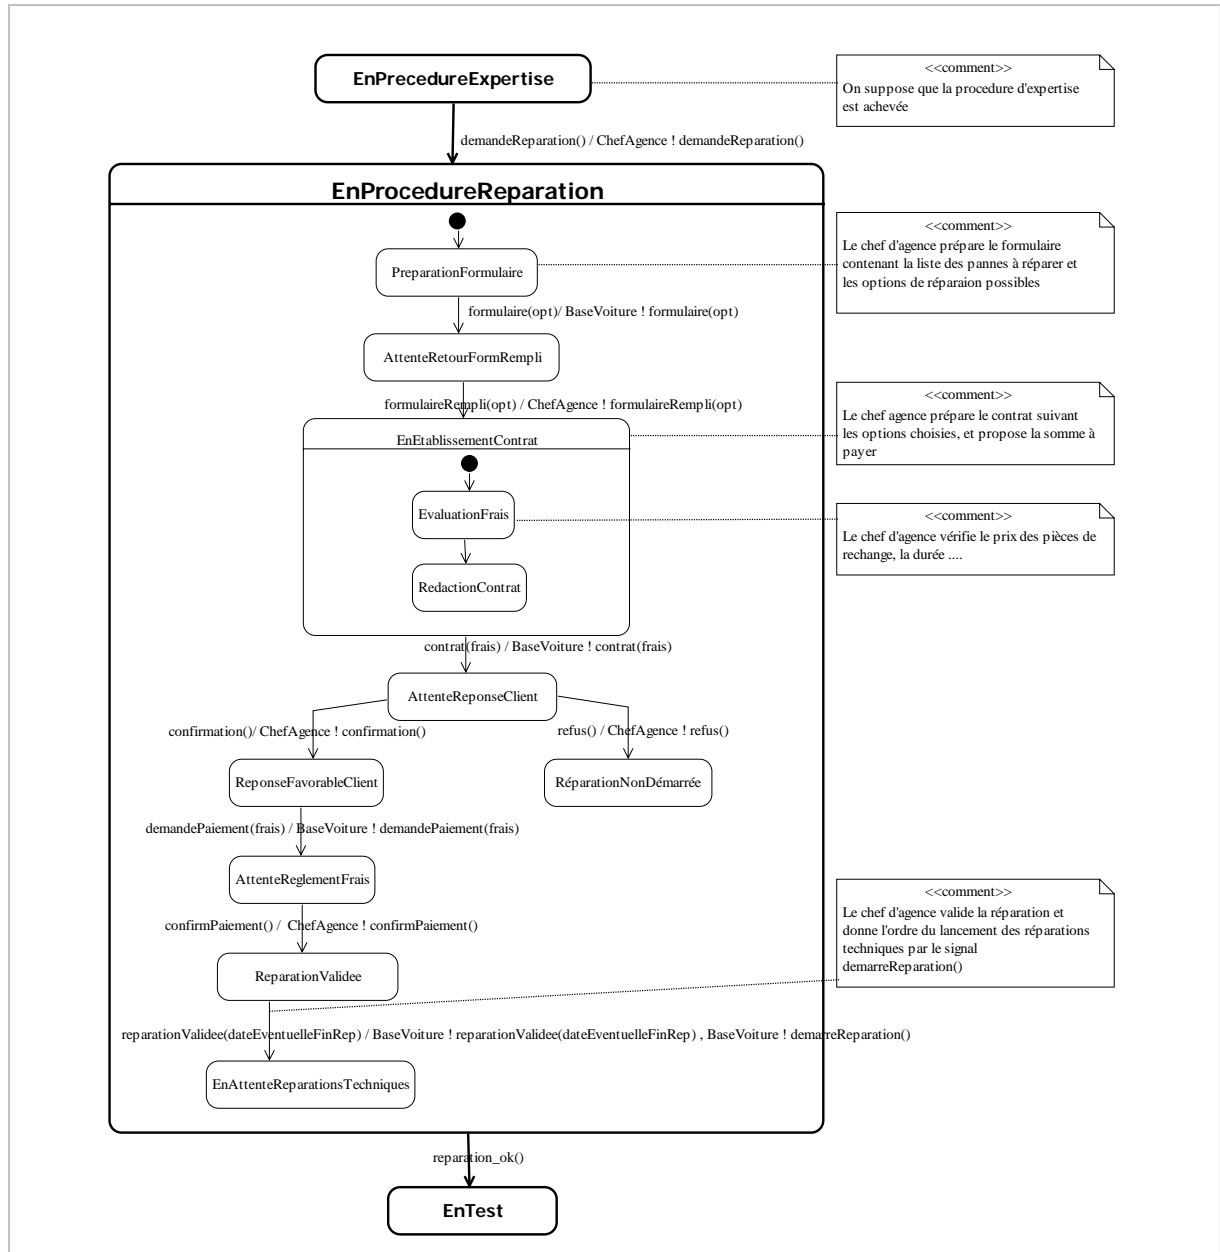 EnPrecedureExpertise
<<comment>>
On suppose que la procedure d'expertise
est achevée
demandeReparation() / ChefAgence ! demandeReparation()
EnProcedureReparation
<<comment>>
Le chef d'agence prépare le formulaire
contenant la liste des pannes à réparer et
les options de réparaion possibles
PreparationFormulaire
formulaire(opt)/ BaseVoiture ! formulaire(opt)
AttenteRetourFormRempli
formulaireRempli(opt) / ChefAgence ! formulaireRempli(opt)
<<comment>>
Le chef agence prépare le contrat suivant
les options choisies, et propose la somme à
payer
EnEtablissementContrat
EvaluationFrais
<<comment>>
Le chef d'agence vérifie le prix des pièces de
rechange, la durée ....
RedactionContrat
contrat(frais) / BaseVoiture ! contrat(frais)
AttenteReponseClient
confirmation()/ ChefAgence ! confirmation()
refus() / ChefAgence ! refus()
ReponseFavorableClient
RéparationNonDémarrée
demandePaiement(frais) / BaseVoiture ! demandePaiement(frais)
AttenteReglementFrais
<<comment>>
Le chef d'agence valide la réparation et
donne l'ordre du lancement des réparations
techniques par le signal
demarreReparation()
confirmPaiement() / ChefAgence ! confirmPaiement()
ReparationValidee
reparationValidee(dateEventuelleFinRep) / BaseVoiture ! reparationValidee(dateEventuelleFinRep) , BaseVoiture ! demarreReparation()
EnAttenteReparationsTechniques
reparation_ok()
EnTest